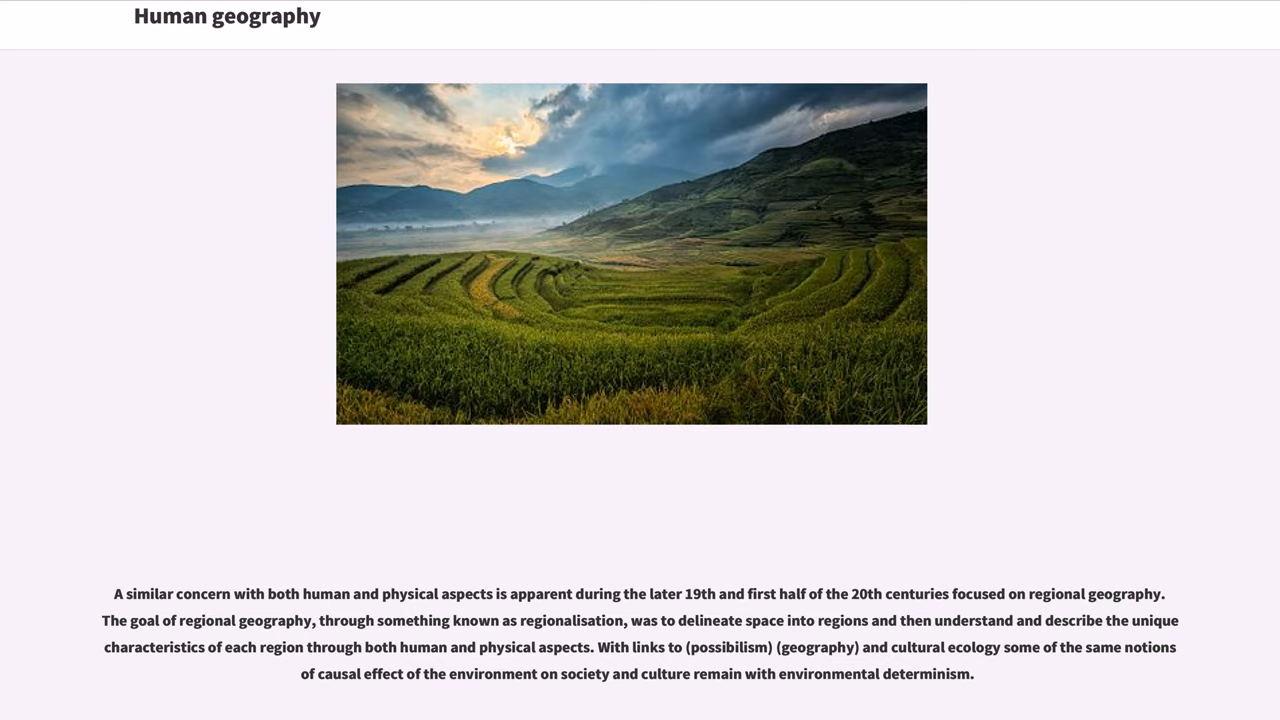 Human geography
A similar concern with both human and physical aspects is apparent during the later 19th and first half of the 20th centuries focused on regional geography.
The goal of regional geography, through something known as regionalisation, was to delineate space into regions and then understand and describe the unique
characteristics of each region through both human and physical aspects. With links to (possibilism) (geography) and cultural ecology some of the same notions
of causal effect of the environment on society and culture remain with environmental determinism.